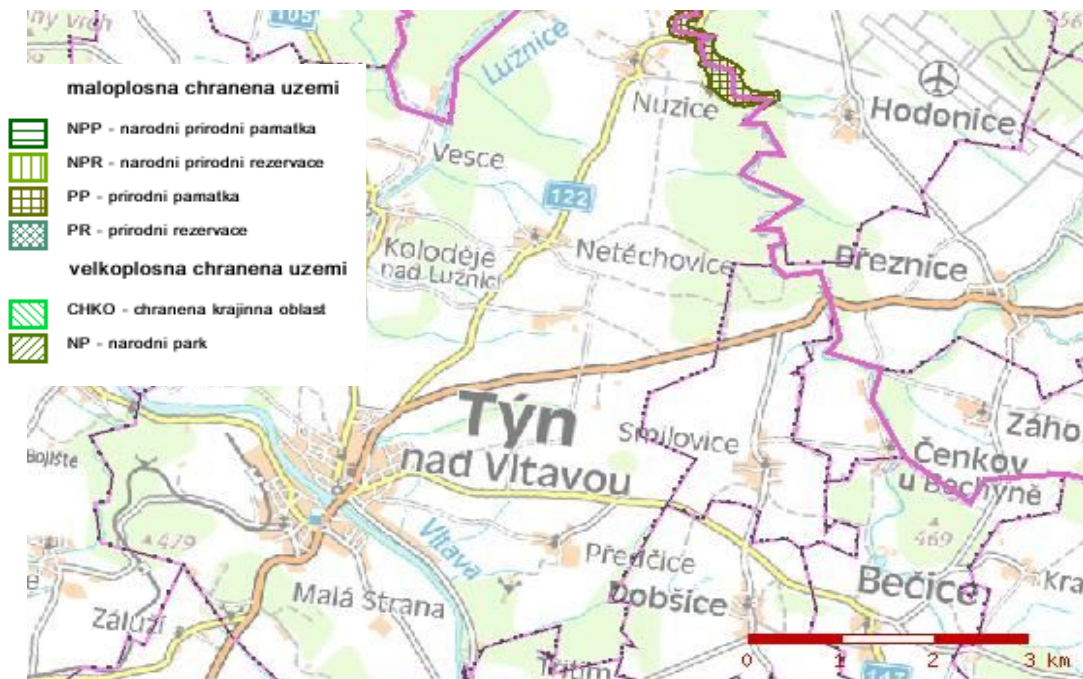 105
Lužnice
Nuzice
Hodonice
maloplosna chranena uzemi
NPP - narodni prirodni pamatka
NPR - narodni prirodni rezervace
PP - prirodni pamatka
PR - prirodni rezervace
velkoplosna chranena uzemi
CHKO - chranena krajinna oblast
NP - narodni park
Vesce
122
Koloděje
nad Lužnicí
Netěchovice
Březnice
Týn
nad Vltavou
Smilovice
Záho
Čenkov
u Bechyně
Bojiště
479
469
Vltava
Předčice
Bečice
Kra
Dobšice
Malá Strana
Záluží
147
0 1 2 3 km